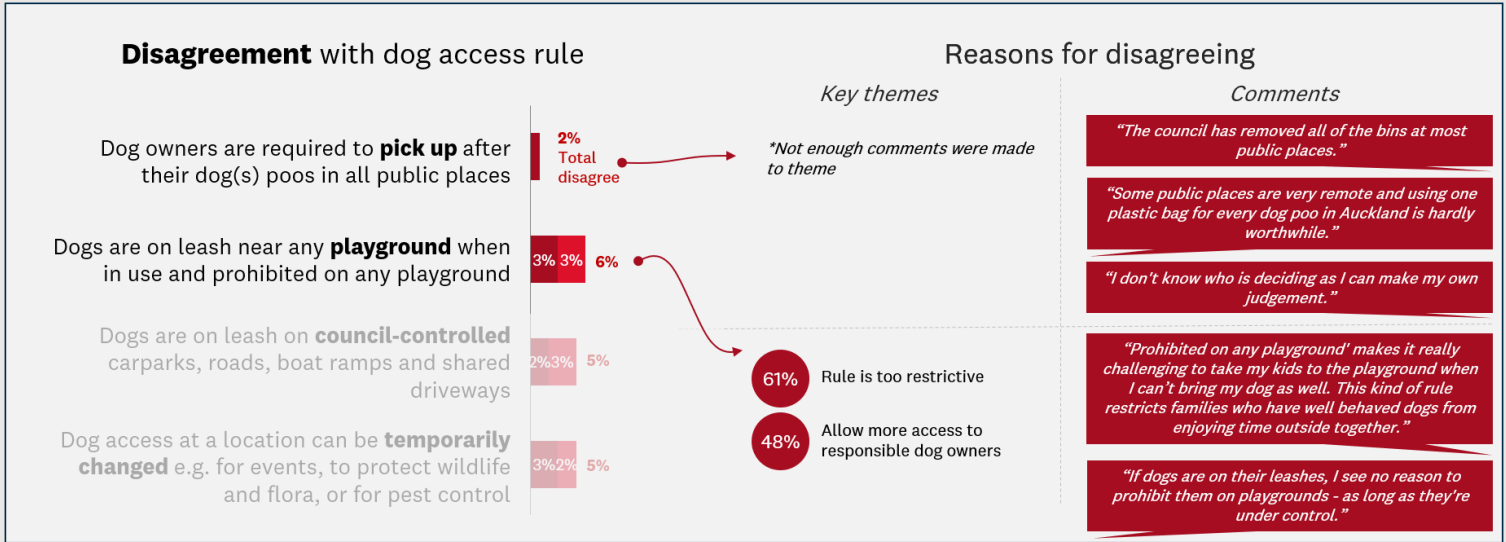 Disagreement with dog access rule
Reasons for disagreeing
Key themes
Comments
Dog owners are required to pick up after
their dog(s) poos in all public places
2%
Total
disagree
*Not enough comments were made
to theme
“The council has removed all of the bins at most
public places.”
“Some public places are very remote and using one
plastic bag for every dog poo in Auckland is hardly
worthwhile.”
“I don't know who is deciding as I can make my own
judgement.”
Dogs are on leash near any playground when
in use and prohibited on any playground
3% 3% 6%
Dogs are on leash on council-controlled
carparks, roads, boat ramps and shared
driveways
2% 3% 5%
Dog access at a location can be temporarily
changed e.g. for events, to protect wildlife
and flora, or for pest control
3% 2% 5%
61% Rule is too restrictive
48% Allow more access to
responsible dog owners
“Prohibited on any playground' makes it really
challenging to take my kids to the playground when
I can’t bring my dog as well. This kind of rule
restricts families who have well behaved dogs from
enjoying time outside together.”
“If dogs are on their leashes, I see no reason to
prohibit them on playgrounds - as long as they're
under control.”